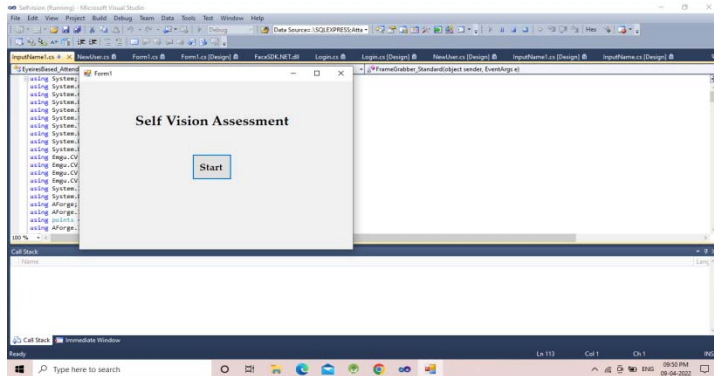 Selfvision (Running) - Microsoft Visual Studio
File Edit View Project Build Debug Team Data Tools Test Window Help
Debug Data Source=.\SQLEXPRESS;Atta Hex
InputName1.cs NewUser.cs Form1.cs Form1.cs [Design] FaceSDK.NET.dll Login.cs Login.cs [Design] NewUser.cs [Design] InputName1.cs [Design] InputName.cs [Design]
FrameGrabber_Standard(object sender, EventArgs e)
Form1
using System;
using System.
using System.
using System.
using System.
using System.
using System.
using System.
using System.
using System.
using Emgu.CV
using Emgu.CV
using Emgu.CV
using Emgu.CV
using System.
using System.
using AForge;
using AForge.
using points
using AForge.
Self Vision Assessment
Start
100 %
Call Stack
Name Lang
Call Stack Immediate Window
Ready Ln 113 Col 1 Ch 1 INS
Type here to search ENG 09:50 PM
09-04-2022